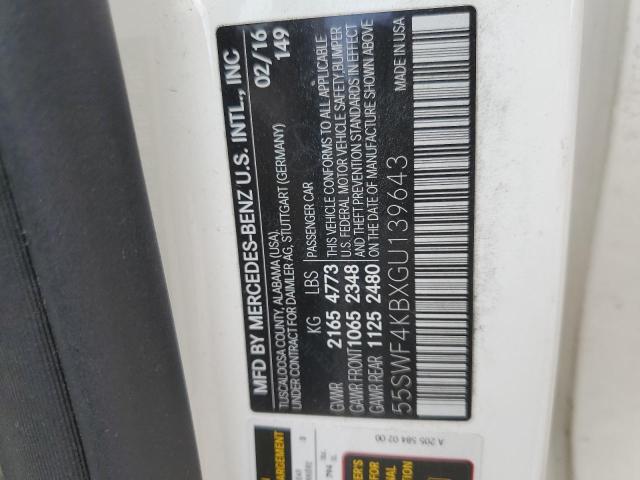 MFD BY MERCEDES-BENZ U.S. INTL., INC
02/16
149
TUSCALOOSA COUNTY, ALABAMA (USA),
UNDER CONTRACT FOR DAIMLER AG, STUTTGART (GERMANY)
KG LBS PASSENGER CAR
GVWR 2165 4773 THIS VEHICLE CONFORMS TO ALL APPLICABLE
GAWR FRONT 1065 2348 U.S. FEDERAL MOTOR VEHICLE SAFETY, BUMPER
GAWR REAR 1125 2480 AND THEFT PREVENTION STANDARDS IN EFFECT
ON THE DATE OF MANUFACTURE SHOWN ABOVE
55SWF4KBXGU139643
MADE IN USA
A 205 584 02 00